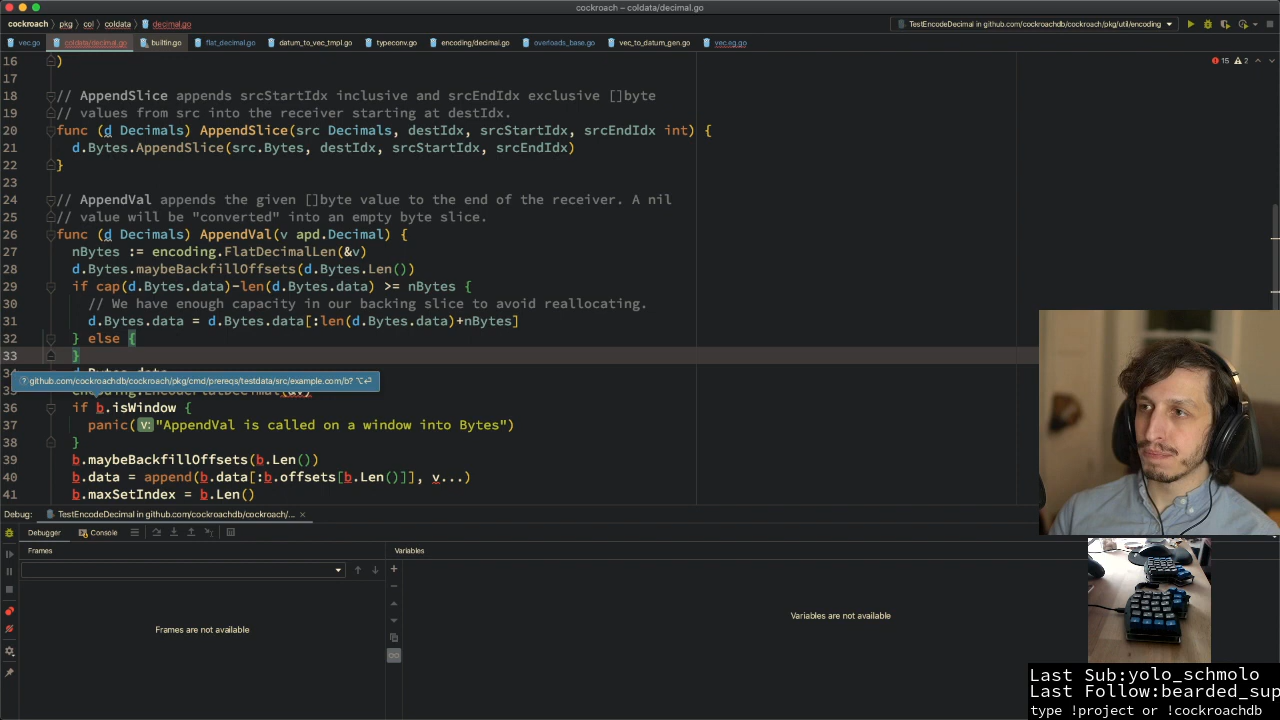 cockroach – coldata/decimal.go
cockroach › pkg › col › coldata › decimal.go
TestEncodeDecimal in github.com/cockroachdb/cockroach/pkg/util/encoding
vec.go coldata/decimal.go builtin.go flat_decimal.go datum_to_vec_tmpl.go typeconv.go encoding/decimal.go overloads_base.go vec_to_datum_gen.go vec.eg.go
15 2
16 )
17
18 // AppendSlice appends srcStartIdx inclusive and srcEndIdx exclusive []byte
19 // values from src into the receiver starting at destIdx.
20 func (d Decimals) AppendSlice(src Decimals, destIdx, srcStartIdx, srcEndIdx int) {
21 d.Bytes.AppendSlice(src.Bytes, destIdx, srcStartIdx, srcEndIdx)
22 }
23
24 // AppendVal appends the given []byte value to the end of the receiver. A nil
25 // value will be "converted" into an empty byte slice.
26 func (d Decimals) AppendVal(v apd.Decimal) {
27 nBytes := encoding.FlatDecimalLen(&v)
28 d.Bytes.maybeBackfillOffsets(d.Bytes.Len())
29 if cap(d.Bytes.data)-len(d.Bytes.data) >= nBytes {
30 // We have enough capacity in our backing slice to avoid reallocating.
31 d.Bytes.data = d.Bytes.data[:len(d.Bytes.data)+nBytes]
32 } else {
33 }
34 d.Bytes.data
? github.com/cockroachdb/cockroach/pkg/cmd/prereqs/testdata/src/example.com/b? ⌥⏎
36 if b.isWindow {
37 panic( v: "AppendVal is called on a window into Bytes")
38 }
39 b.maybeBackfillOffsets(b.Len())
40 b.data = append(b.data[:b.offsets[b.Len()]], v...)
41 b.maxSetIndex = b.Len()
Debug: TestEncodeDecimal in github.com/cockroachdb/cockroach/... ×
Debugger Console
Frames Variables
Frames are not available
Variables are not available
Last Sub:yolo_schmolo
Last Follow:bearded_sup
type !project or !cockroachdb